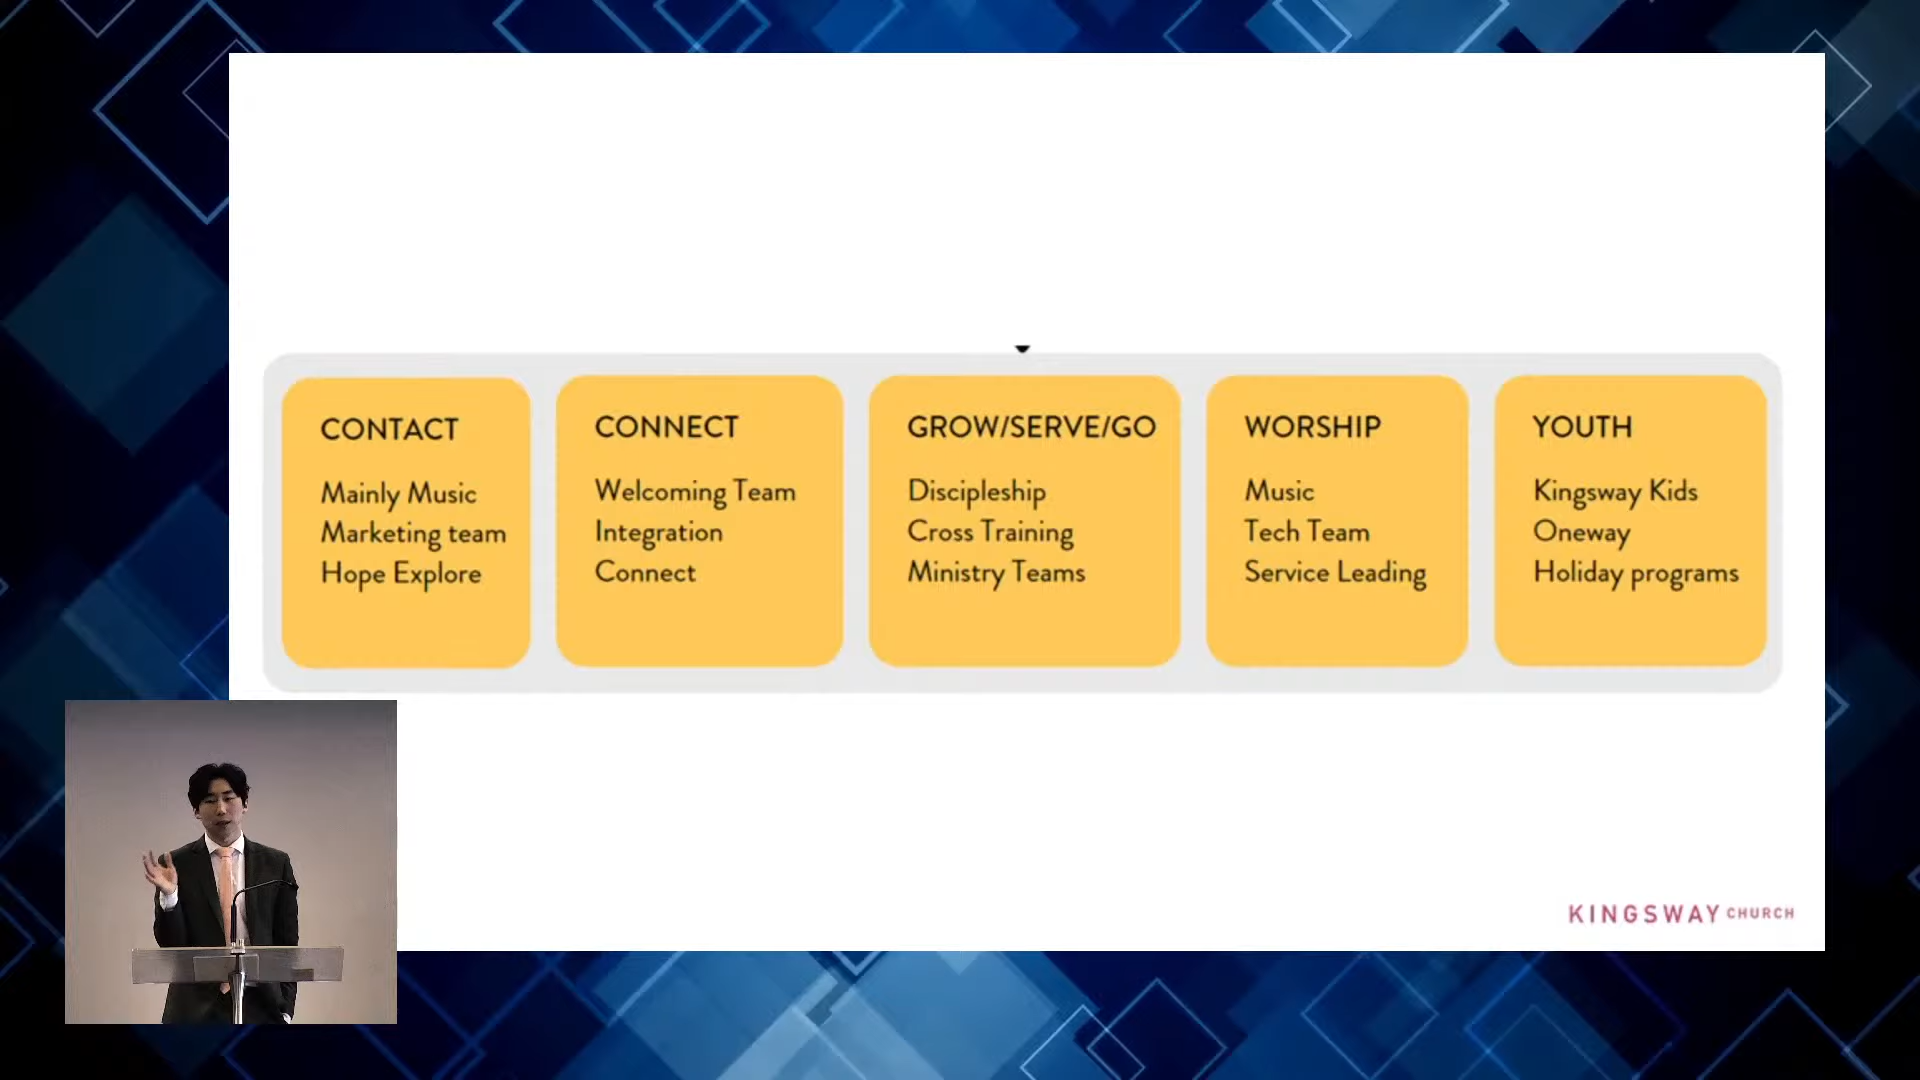 CONTACT
Mainly Music
Marketing team
Hope Explore
CONNECT
Welcoming Team
Integration
Connect
GROW/SERVE/GO
Discipleship
Cross Training
Ministry Teams
WORSHIP
Music
Tech Team
Service Leading
YOUTH
Kingsway Kids
Oneway
Holiday programs
KINGSWAY CHURCH